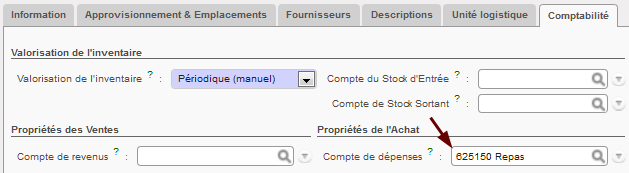 Information Approvisionnement & Emplacements Fournisseurs Descriptions Unité logistique Comptabilité
Valorisation de l'inventaire
Valorisation de l'inventaire ? : Périodique (manuel) Compte du Stock d'Entrée ? :
Compte de Stock Sortant ? :
Propriétés des Ventes Propriétés de l'Achat
Compte de revenus ? : Compte de dépenses ? : 625150 Repas